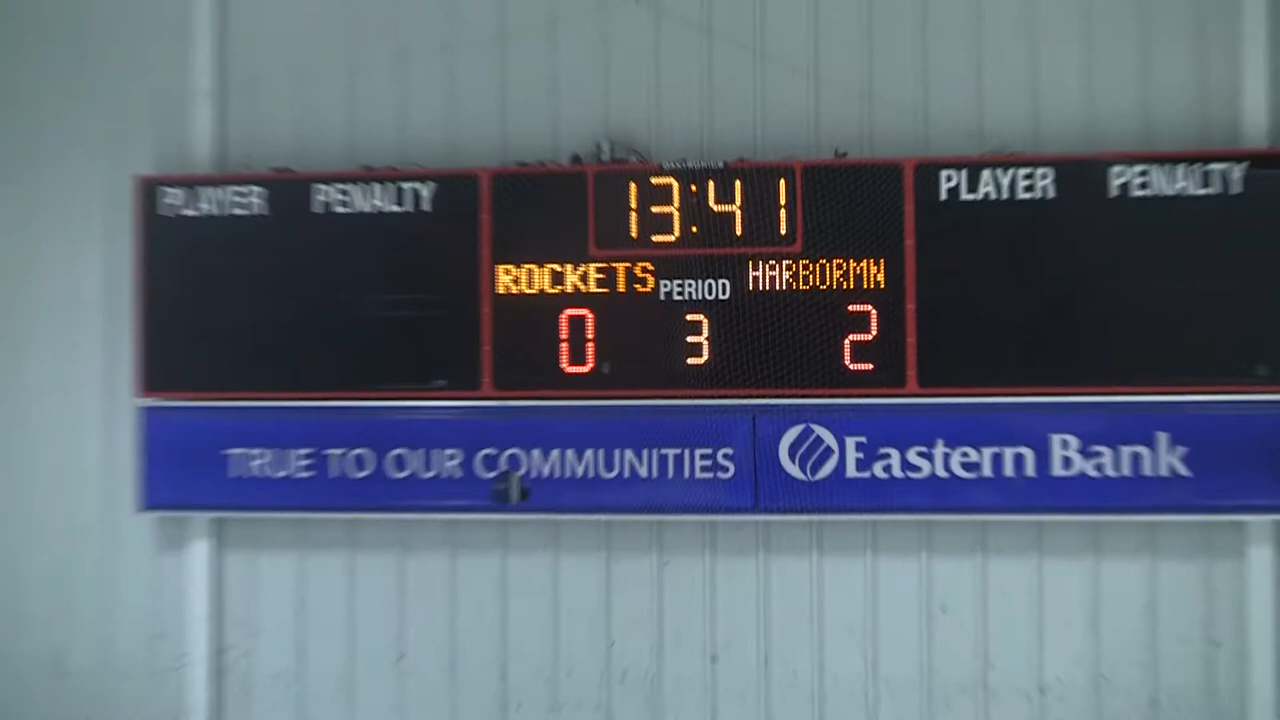 PLAYER PENALTY
13:41
PLAYER PENALTY
ROCKETS PERIOD HARBORMN
0 3 2
TRUE TO OUR COMMUNITIES Eastern Bank